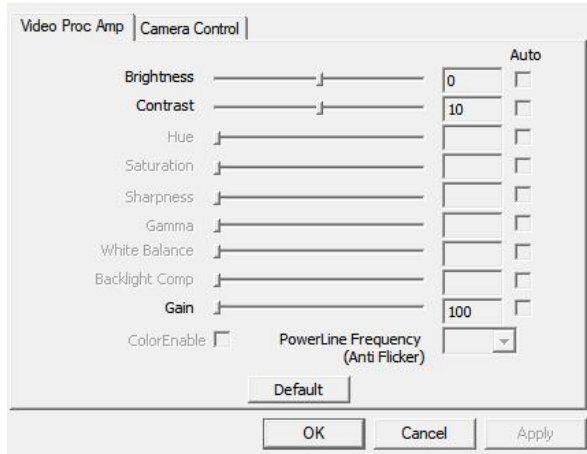 Video Proc Amp Camera Control
Auto
Brightness 0
Contrast 10
Hue
Saturation
Sharpness
Gamma
White Balance
Backlight Comp
Gain 100
ColorEnable PowerLine Frequency
(Anti Flicker)
Default
OK Cancel Apply